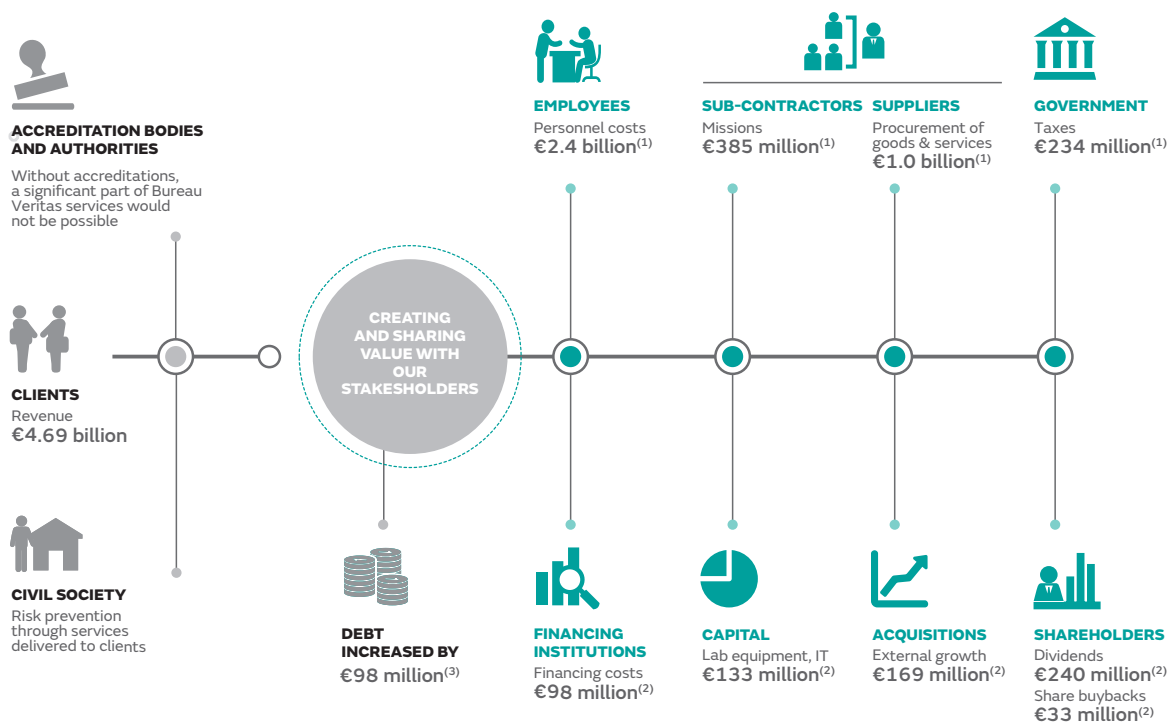 ACCREDITATION BODIES
AND AUTHORITIES
Without accreditations,
a significant part of Bureau
Veritas services would
not be possible
CLIENTS
Revenue
€4.69 billion
CIVIL SOCIETY
Risk prevention
through services
delivered to clients
CREATING
AND SHARING
VALUE WITH
OUR
STAKESHOLDERS
DEBT
INCREASED BY
€98 million(3)
EMPLOYEES
Personnel costs
€2.4 billion(1)
SUB-CONTRACTORS
Missions
€385 million(1)
SUPPLIERS
Procurement of
goods & services
€1.0 billion(1)
GOVERNMENT
Taxes
€234 million(1)
FINANCING
INSTITUTIONS
Financing costs
€98 million(2)
CAPITAL
Lab equipment, IT
€133 million(2)
ACQUISITIONS
External growth
€169 million(2)
SHAREHOLDERS
Dividends
€240 million(2)
Share buybacks
€33 million(2)